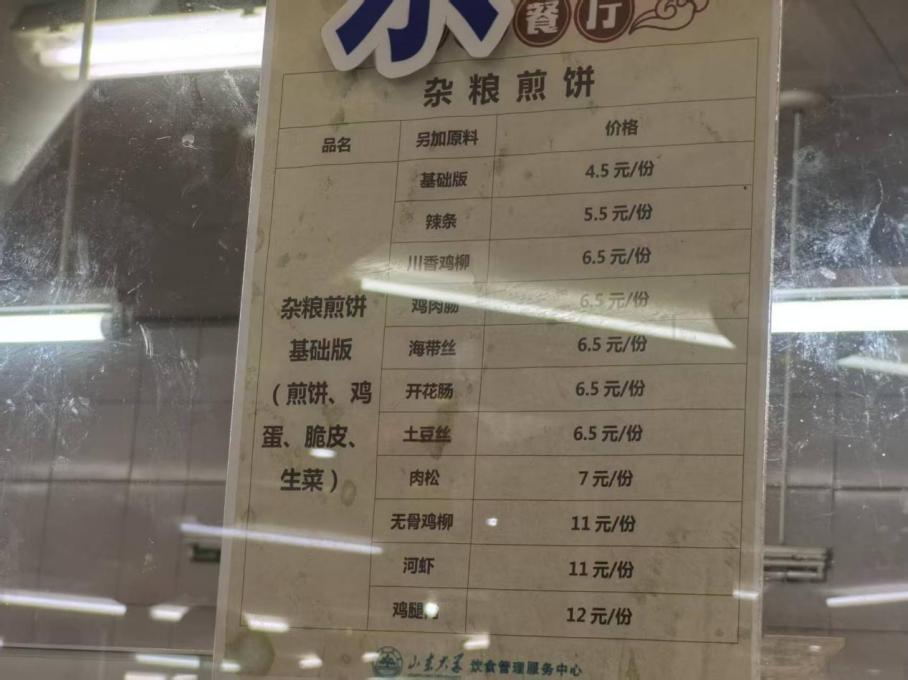 餐厅
杂粮煎饼
品名 另加原料 价格
基础版 4.5 元/份
辣条 5.5 元/份
川香鸡柳 6.5 元/份
鸡肉肠 6.5 元/份
海带丝 6.5 元/份
开花肠 6.5 元/份
土豆丝 6.5 元/份
肉松 7 元/份
无骨鸡柳 11 元/份
河虾 11 元/份
鸡腿肉 12 元/份
杂粮煎饼
基础版
（煎饼、鸡
蛋、脆皮、
生菜）
山东大学 饮食管理服务中心